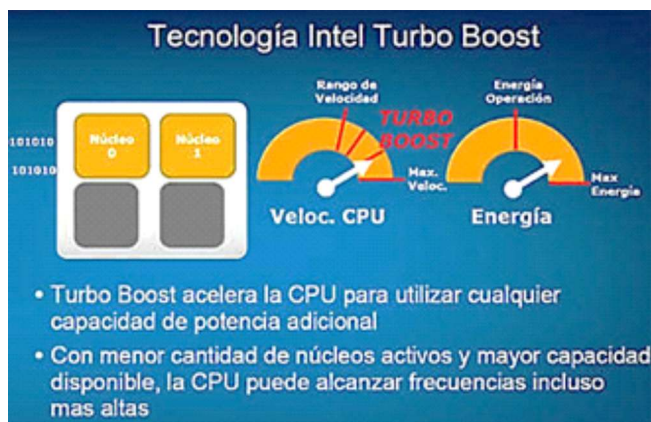 Tecnología Intel Turbo Boost
Rango de
Velocidad
TURBO
BOOST
Max.
Veloc.
Veloc. CPU
Energía
Operación
Max
Energía
Energía
101010
101010
Núcleo
0
Núcleo
1
• Turbo Boost acelera la CPU para utilizar cualquier
capacidad de potencia adicional
• Con menor cantidad de núcleos activos y mayor capacidad
disponible, la CPU puede alcanzar frecuencias incluso
mas altas